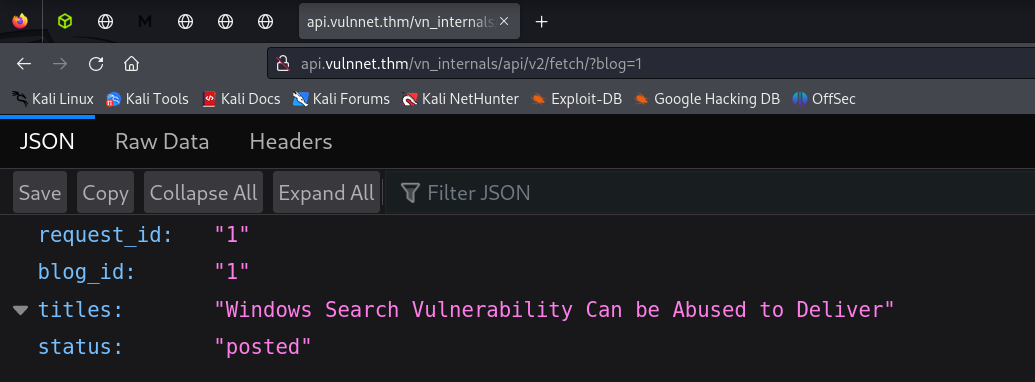 api.vulnnet.thm/vn_internals
api.vulnnet.thm/vn_internals/api/v2/fetch/?blog=1
Kali Linux Kali Tools Kali Docs Kali Forums Kali NetHunter Exploit-DB Google Hacking DB OffSec
JSON Raw Data Headers
Save Copy Collapse All Expand All Filter JSON
request_id: "1"
blog_id: "1"
titles: "Windows Search Vulnerability Can be Abused to Deliver"
status: "posted"